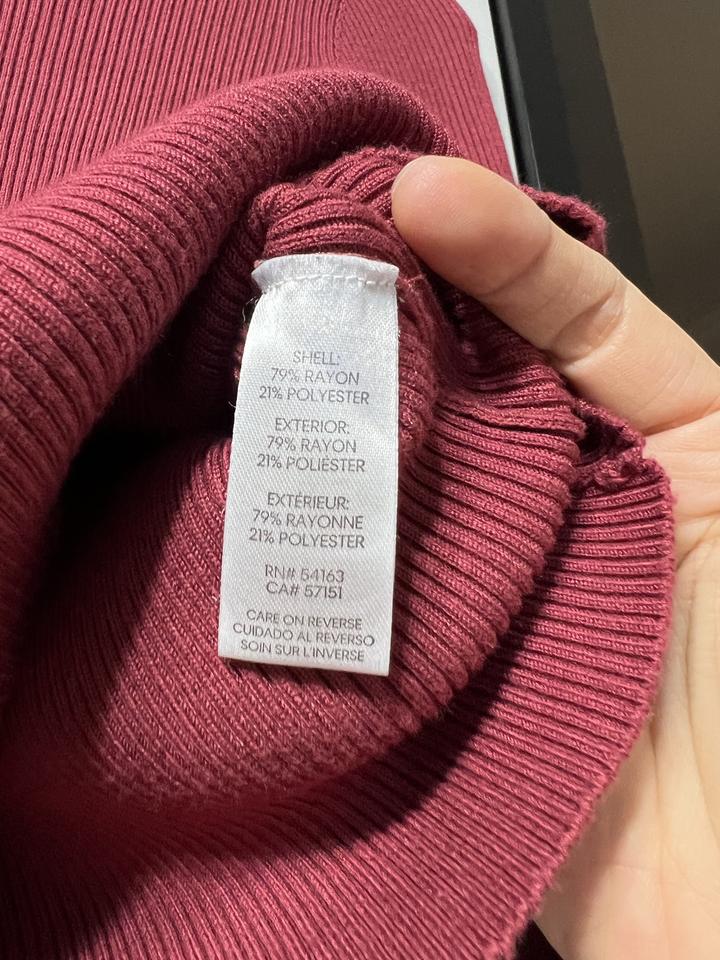 SHELL:
79% RAYON
21% POLYESTER
EXTERIOR:
79% RAYON
21% POLIÉSTER
EXTÉRIEUR:
79% RAYONNE
21% POLYESTER
RN# 54163
CA# 57151
CARE ON REVERSE
CUIDADO AL REVERSO
SOIN SUR L'INVERSE